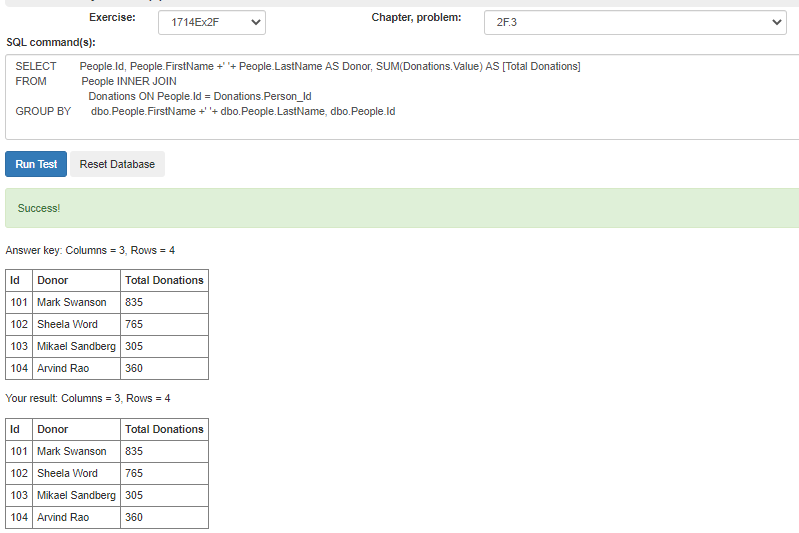 Exercise: 1714Ex2F Chapter, problem: 2F.3
SQL command(s):
SELECT People.Id, People.FirstName +' '+ People.LastName AS Donor, SUM(Donations.Value) AS [Total Donations]
FROM People INNER JOIN
Donations ON People.Id = Donations.Person_Id
GROUP BY dbo.People.FirstName +' '+ dbo.People.LastName, dbo.People.Id
Run Test Reset Database
Success!
Answer key: Columns = 3, Rows = 4
Id Donor Total Donations
101 Mark Swanson 835
102 Sheela Word 765
103 Mikael Sandberg 305
104 Arvind Rao 360
Your result: Columns = 3, Rows = 4
Id Donor Total Donations
101 Mark Swanson 835
102 Sheela Word 765
103 Mikael Sandberg 305
104 Arvind Rao 360